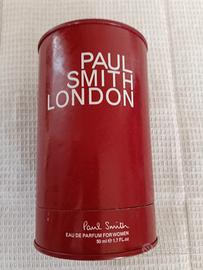 PAUL
SMITH
LONDON
Paul Smith
EAU DE PARFUM FOR WOMEN
50 ml e 1.7 FL.oz